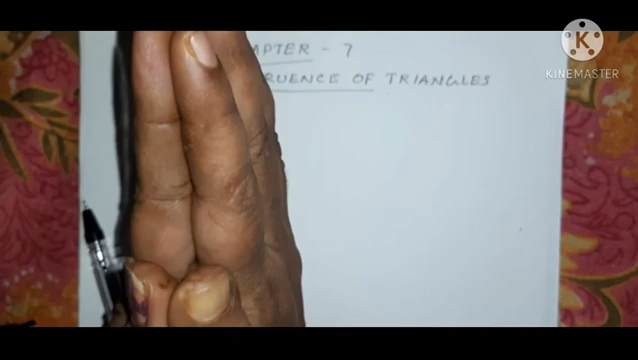 APTER - 7
RUENCE OF TRIANGLES
K
KINEMASTER